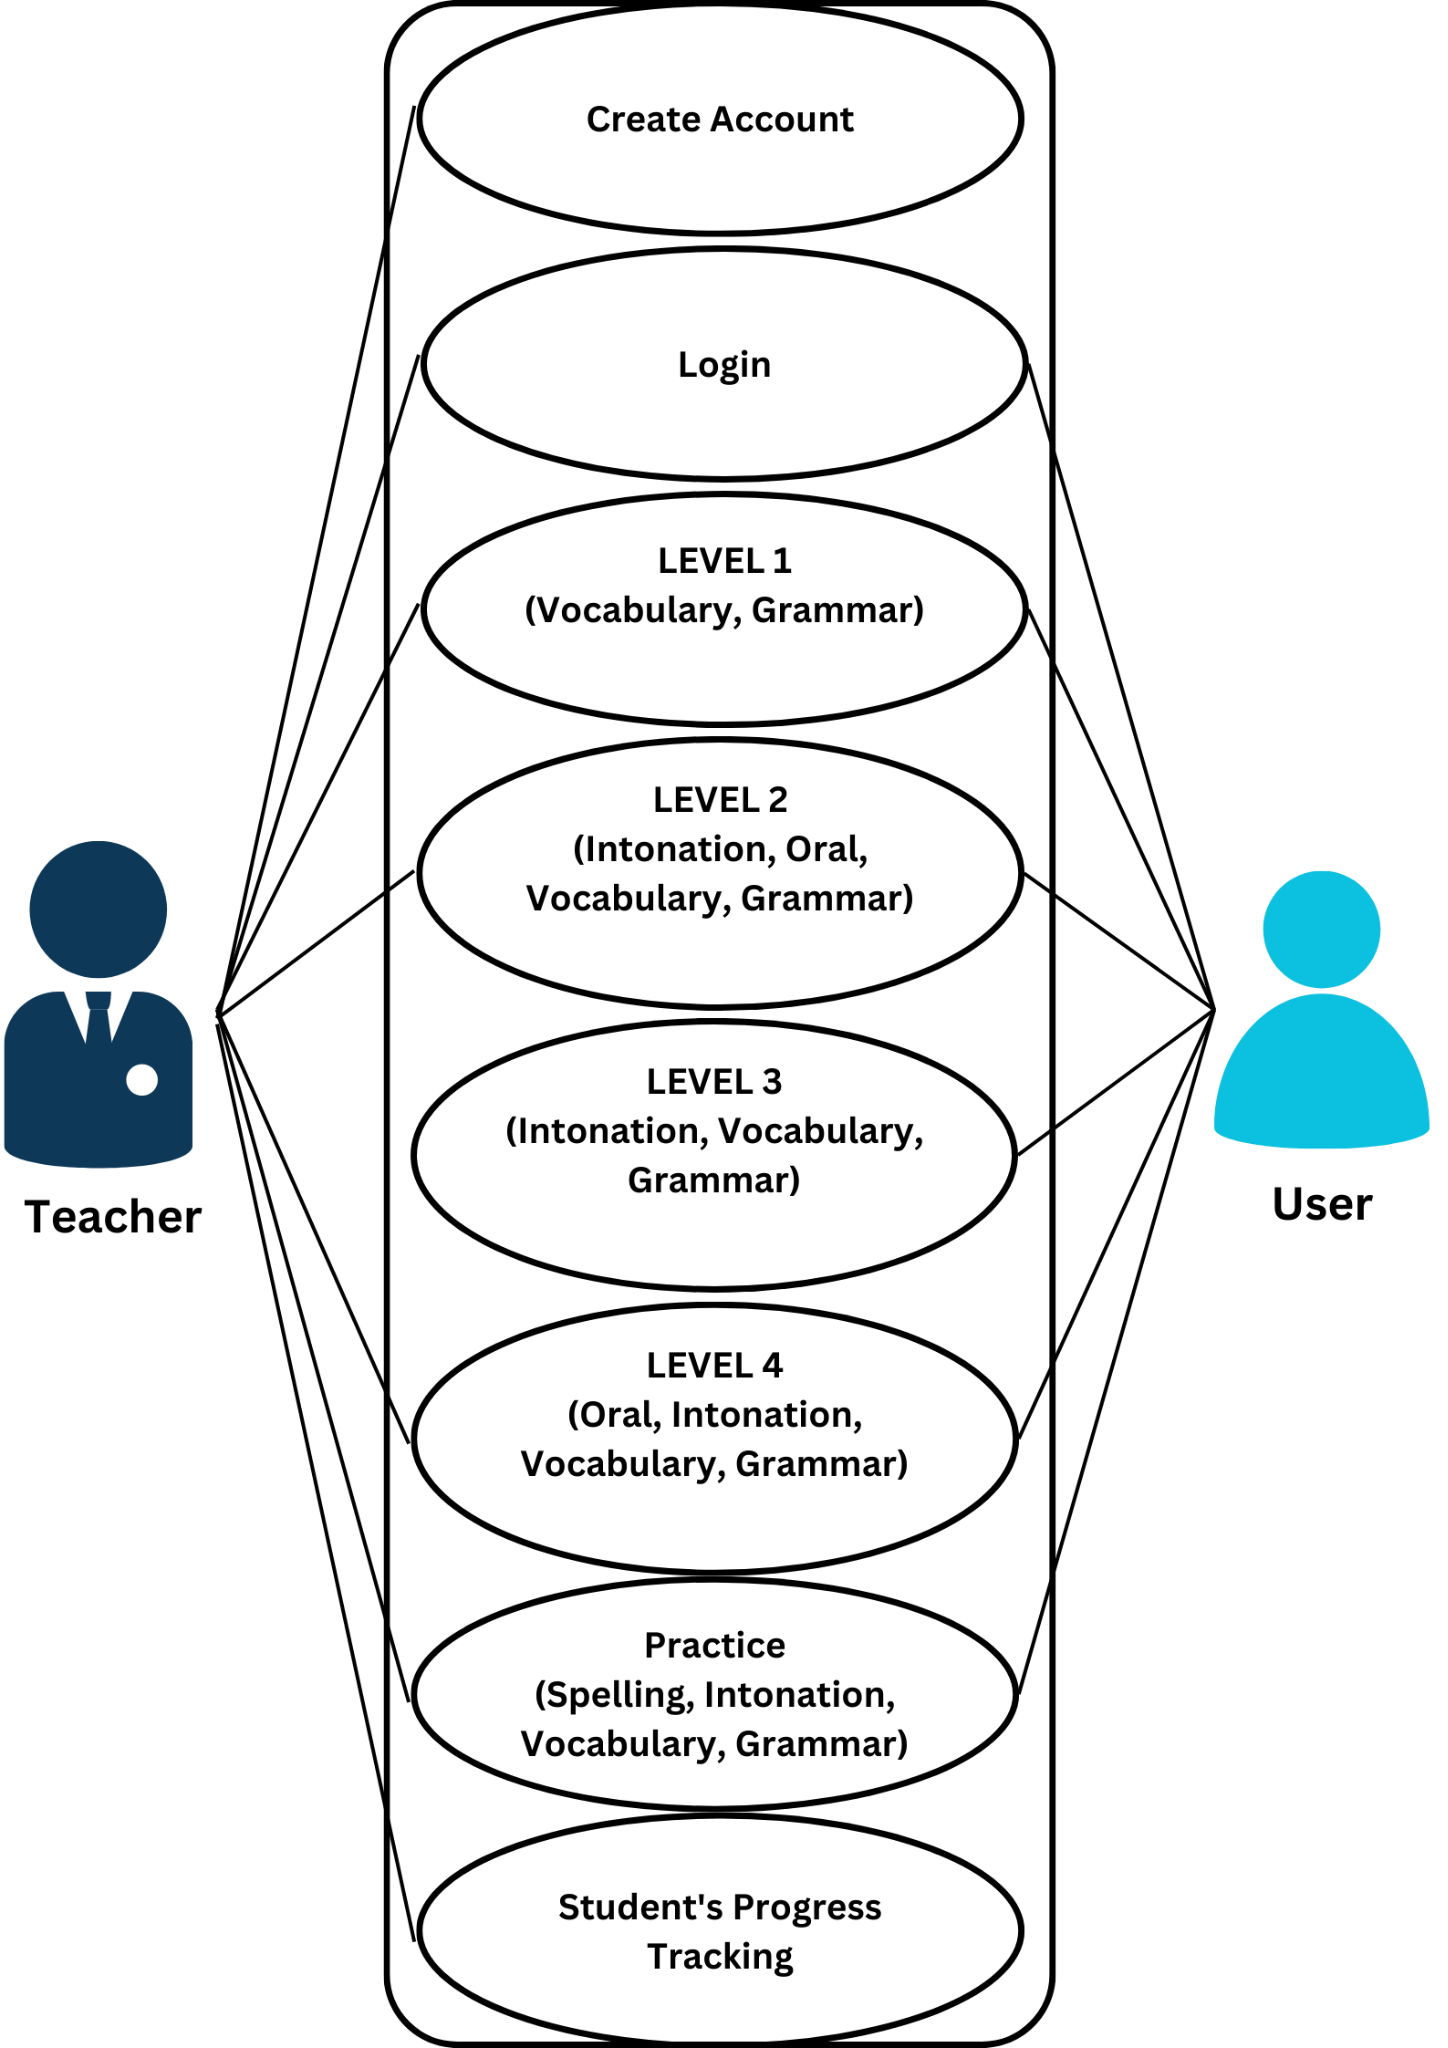 Create Account
Login
LEVEL 1
(Vocabulary, Grammar)
LEVEL 2
(Intonation, Oral,
Vocabulary, Grammar)
LEVEL 3
(Intonation, Vocabulary,
Grammar)
Teacher
User
LEVEL 4
(Oral, Intonation,
Vocabulary, Grammar)
Practice
(Spelling, Intonation,
Vocabulary, Grammar)
Student's Progress
Tracking